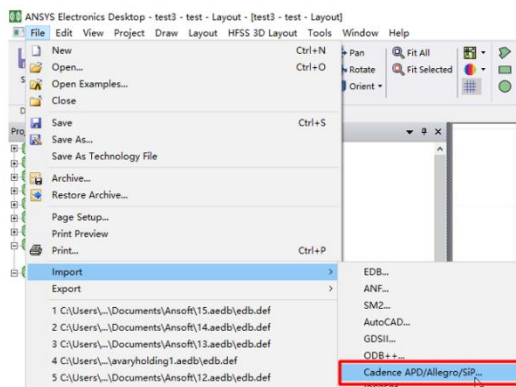 ANSYS Electronics Desktop - test3 - test - Layout - [test3 - test - Layout]
File Edit View Project Draw Layout HFSS 3D Layout Tools Window Help
New Ctrl+N
Open... Ctrl+O
Open Examples...
Close
Save Ctrl+S
Save As...
Save As Technology File
Archive...
Restore Archive...
Page Setup...
Print Preview
Print... Ctrl+P
Import
Export
1 C:\Users\...\Documents\Ansoft\15.aedb\edb.def
2 C:\Users\...\Documents\Ansoft\14.aedb\edb.def
3 C:\Users\...\Documents\Ansoft\13.aedb\edb.def
4 C:\Users\...\avaryholding1.aedb\edb.def
5 C:\Users\...\Documents\Ansoft\12.aedb\edb.def
Pan
Rotate
Orient
Fit All
Fit Selected
EDB...
ANF...
SM2...
AutoCAD...
GDSII...
ODB++...
Cadence APD/Allegro/SiP...